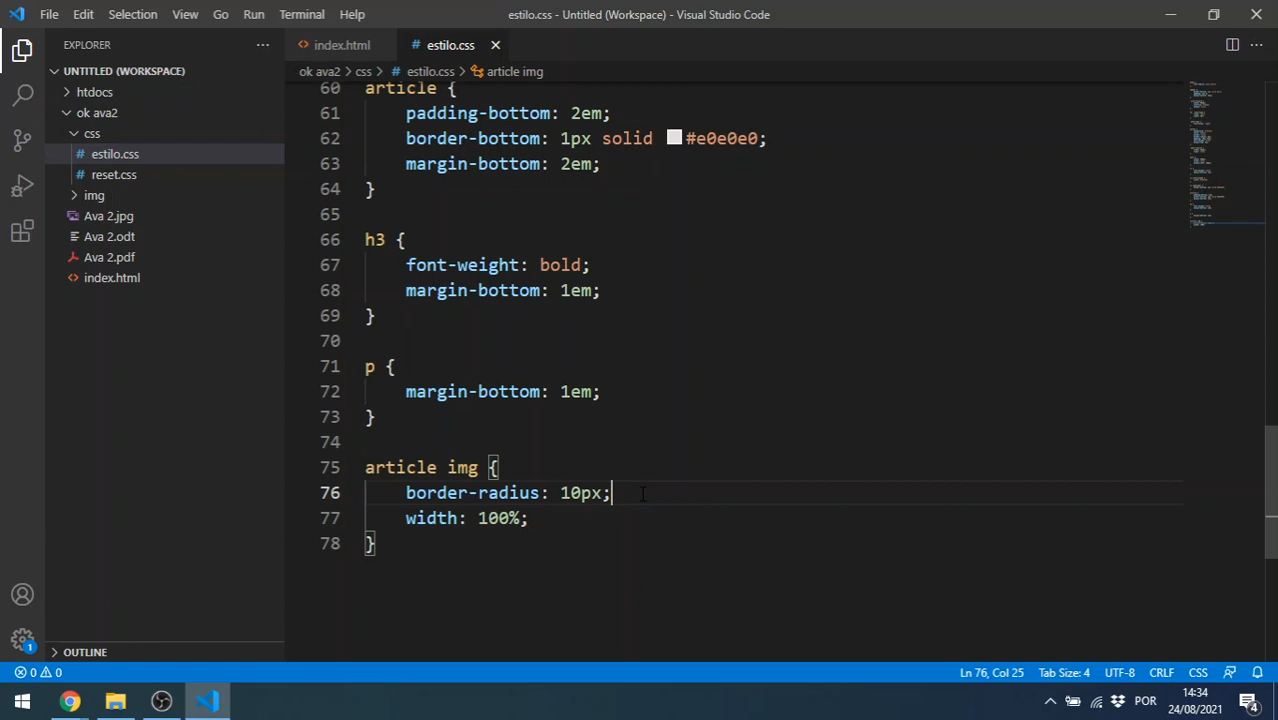 File Edit Selection View Go Run Terminal Help estilo.css - Untitled (Workspace) - Visual Studio Code
EXPLORER
UNTITLED (WORKSPACE)
htdocs
ok ava2
css
# estilo.css
# reset.css
img
Ava 2.jpg
Ava 2.odt
Ava 2.pdf
index.html
OUTLINE
index.html # estilo.css
ok ava2 > css > # estilo.css > article img
60 article {
61 padding-bottom: 2em;
62 border-bottom: 1px solid #e0e0e0;
63 margin-bottom: 2em;
64 }
65
66 h3 {
67 font-weight: bold;
68 margin-bottom: 1em;
69 }
70
71 p {
72 margin-bottom: 1em;
73 }
74
75 article img {
76 border-radius: 10px;
77 width: 100%;
78 }
1
0 0 Ln 76, Col 25 Tab Size: 4 UTF-8 CRLF CSS
POR 14:34
24/08/2021 4